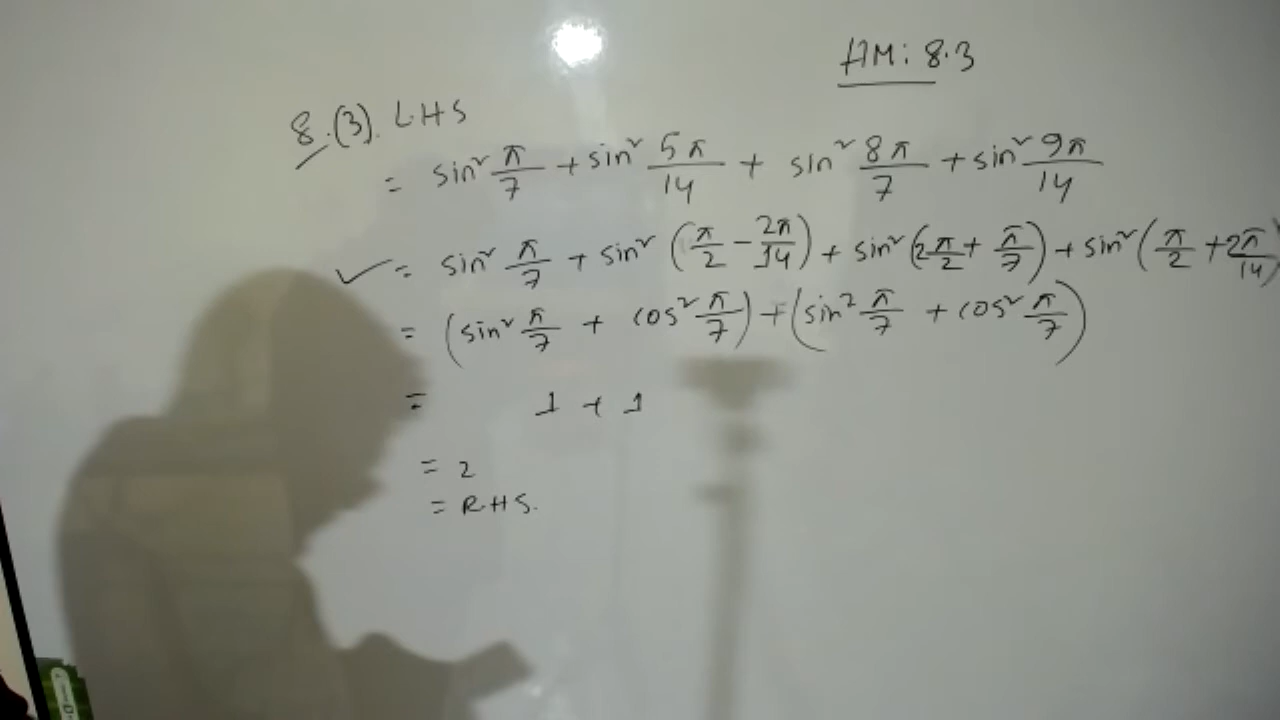 HM: 8.3
8.(3). L.H.S
= sin² π/7 + sin² 5π/14 + sin² 8π/7 + sin² 9π/14
= sin² π/7 + sin² (π/2 - 2π/14) + sin² (2π/2 + π/7) + sin² (π/2 + 2π/14)
= (sin² π/7 + cos² π/7) + (sin² π/7 + cos² π/7)
= 1 + 1
= 2
= R.H.S.